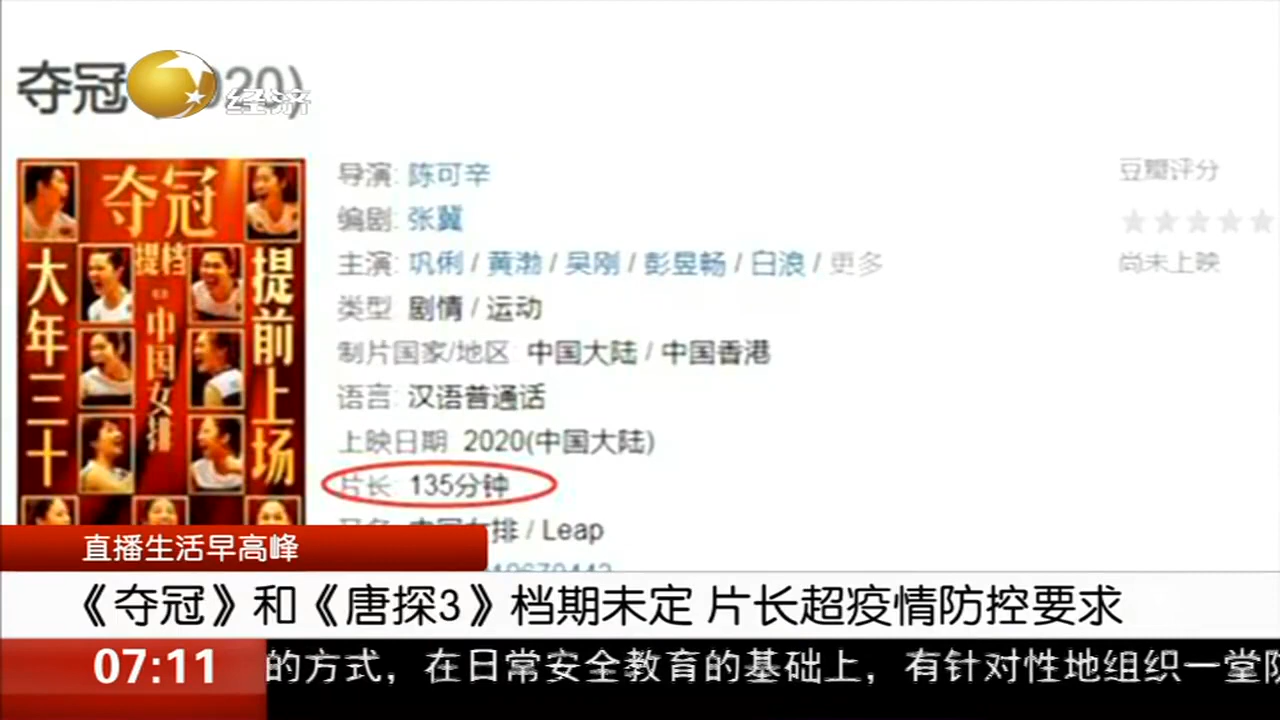 夺冠 020)
经济
夺冠
提档
大年三十
中国女排
提前上场
导演: 陈可辛
编剧: 张冀
主演: 巩俐 / 黄渤 / 吴刚 / 彭昱畅 / 白浪 / 更多
类型: 剧情 / 运动
制片国家/地区: 中国大陆 / 中国香港
语言: 汉语普通话
上映日期: 2020(中国大陆)
片长: 135分钟
又名: 中国女排 / Leap
豆瓣评分
尚未上映
直播生活早高峰
《夺冠》和《唐探3》档期未定 片长超疫情防控要求
07:11
的方式，在日常安全教育的基础上，有针对性地组织一堂防